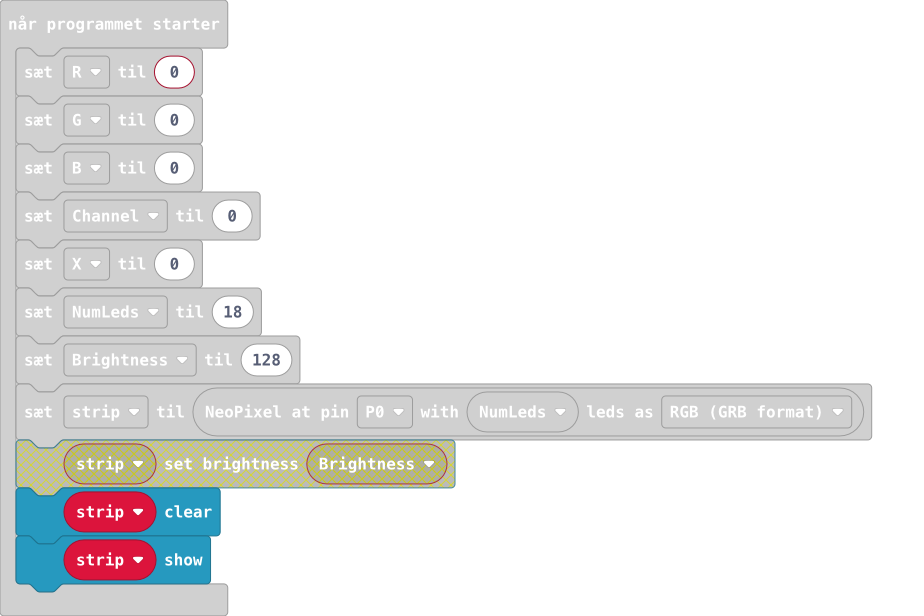 når programmet starter
sæt R til 0
sæt G til 0
sæt B til 0
sæt Channel til 0
sæt X til 0
sæt NumLeds til 18
sæt Brightness til 128
sæt strip til NeoPixel at pin P0 with NumLeds leds as RGB (GRB format)
strip set brightness Brightness
strip clear
strip show